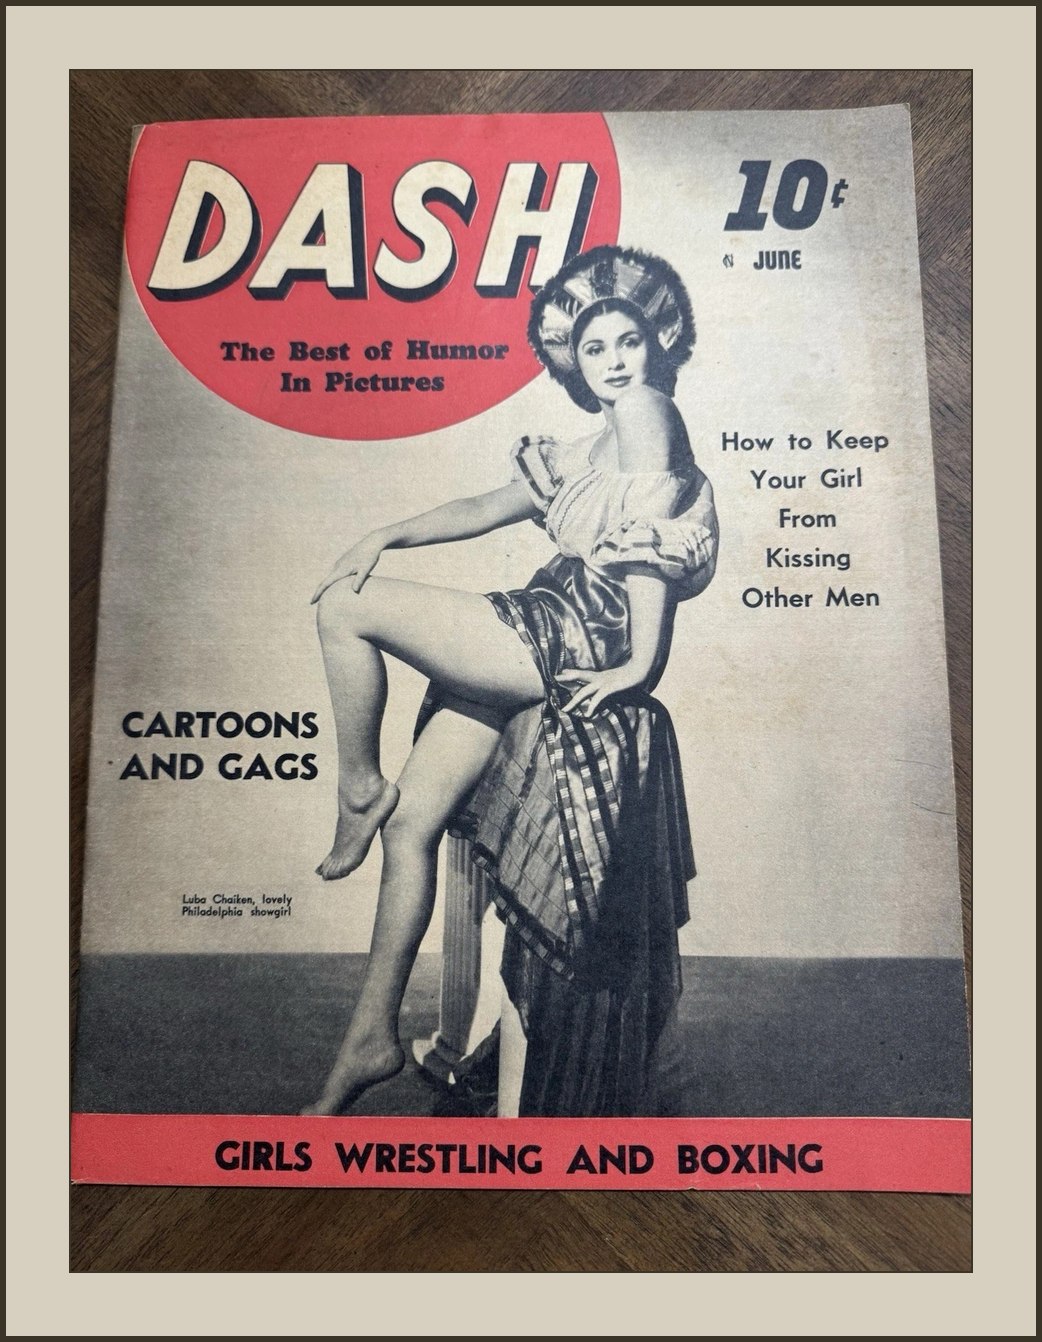 DASH
The Best of Humor
In Pictures
10¢
JUNE
How to Keep
Your Girl
From
Kissing
Other Men
CARTOONS
AND GAGS
Luba Chaiken, lovely
Philadelphia showgirl
GIRLS WRESTLING AND BOXING